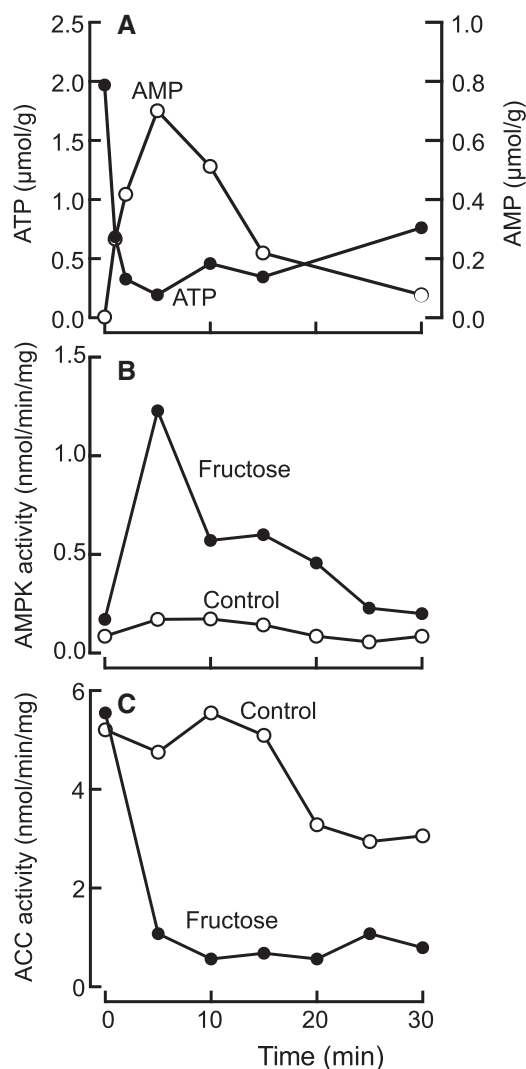 A
2.5
2.0
1.5
1.0
0.5
0.0
ATP (µmol/g)
AMP
ATP
1.0
0.8
0.6
0.4
0.2
0.0
AMP (µmol/g)
B
1.5
1.0
0.5
0.0
AMPK activity (nmol/min/mg)
Fructose
Control
C
6
4
2
0
ACC activity (nmol/min/mg)
Control
Fructose
0 10 20 30
Time (min)